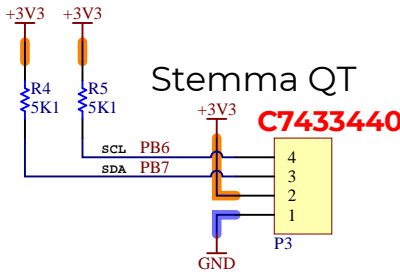 +3V3 +3V3
R4 R5
5K1 5K1
Stemma QT
+3V3
C7433440
SCL PB6 4
SDA PB7 3
2
1
P3
GND